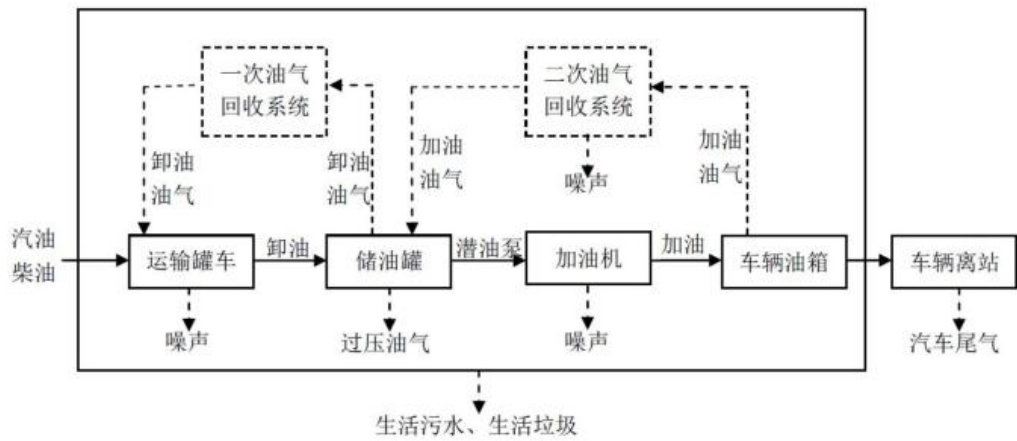 一次油气
回收系统
二次油气
回收系统
卸油
油气
卸油
油气
加油
油气
噪声
加油
油气
汽油
柴油
运输罐车
卸油
储油罐
潜油泵
加油机
加油
车辆油箱
车辆离站
噪声
过压油气
噪声
汽车尾气
生活污水、生活垃圾